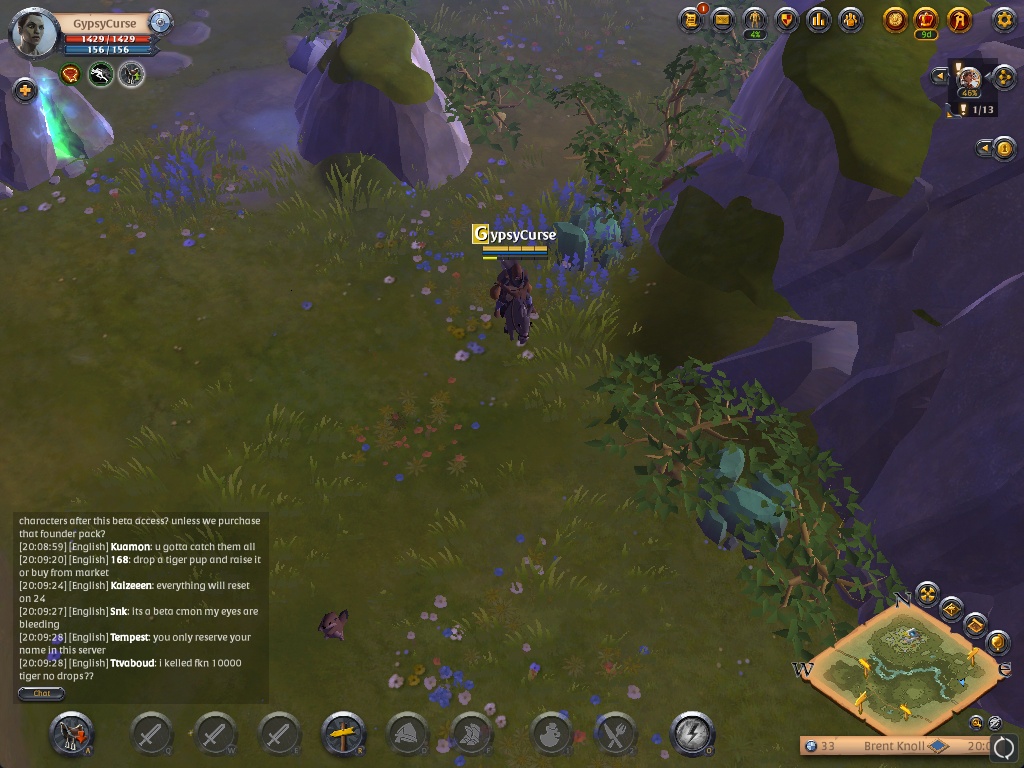 GypsyCurse
1429 / 1429
156 / 156
1
4%
9d
46%
1/13
GypsyCurse
characters after this beta access? unless we purchase
that founder pack?
[20:08:59] [English] Kuamon: u gotta catch them all
[20:09:20] [English] 168: drop a tiger pup and raise it
or buy from market
[20:09:24] [English] Kalzeeen: everything will reset
on 24
[20:09:27] [English] Snk: its a beta cmon my eyes are
bleeding
[20:09:28] [English] Tempest: you only reserve your
name in this server
[20:09:28] [English] Ttvaboud: i kelled fkn 10000
tiger no drops??
Chat
N
W
E
A
Q
W
E
R
D
F
33
Brent Knoll
20:0